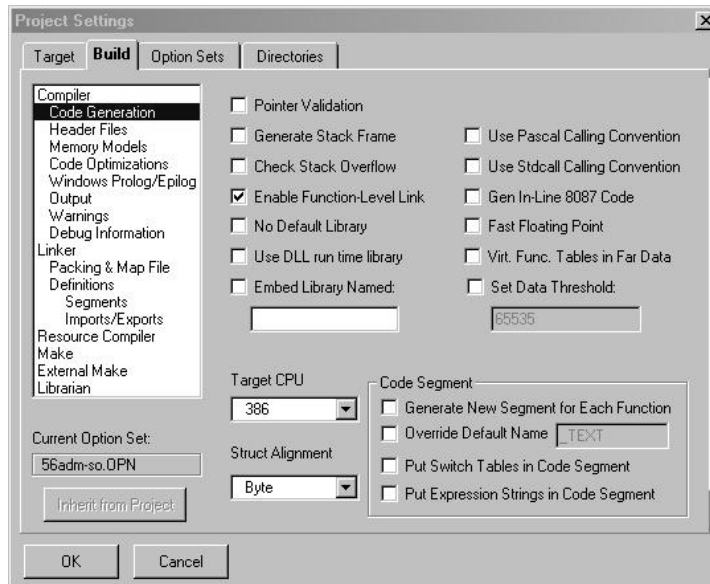 Project Settings
Target Build Option Sets Directories
Compiler
Code Generation
Header Files
Memory Models
Code Optimizations
Windows Prolog/Epilog
Output
Warnings
Debug Information
Linker
Packing & Map File
Definitions
Segments
Imports/Exports
Resource Compiler
Make
External Make
Librarian
Current Option Set:
56adm-so.OPN
Inherit from Project
Pointer Validation
Generate Stack Frame
Check Stack Overflow
Enable Function-Level Link
No Default Library
Use DLL run time library
Embed Library Named:
Use Pascal Calling Convention
Use Stdcall Calling Convention
Gen In-Line 8087 Code
Fast Floating Point
Virt. Func. Tables in Far Data
Set Data Threshold:
65535
Target CPU
386
Struct Alignment
Byte
Code Segment
Generate New Segment for Each Function
Override Default Name _TEXT
Put Switch Tables in Code Segment
Put Expression Strings in Code Segment
OK Cancel